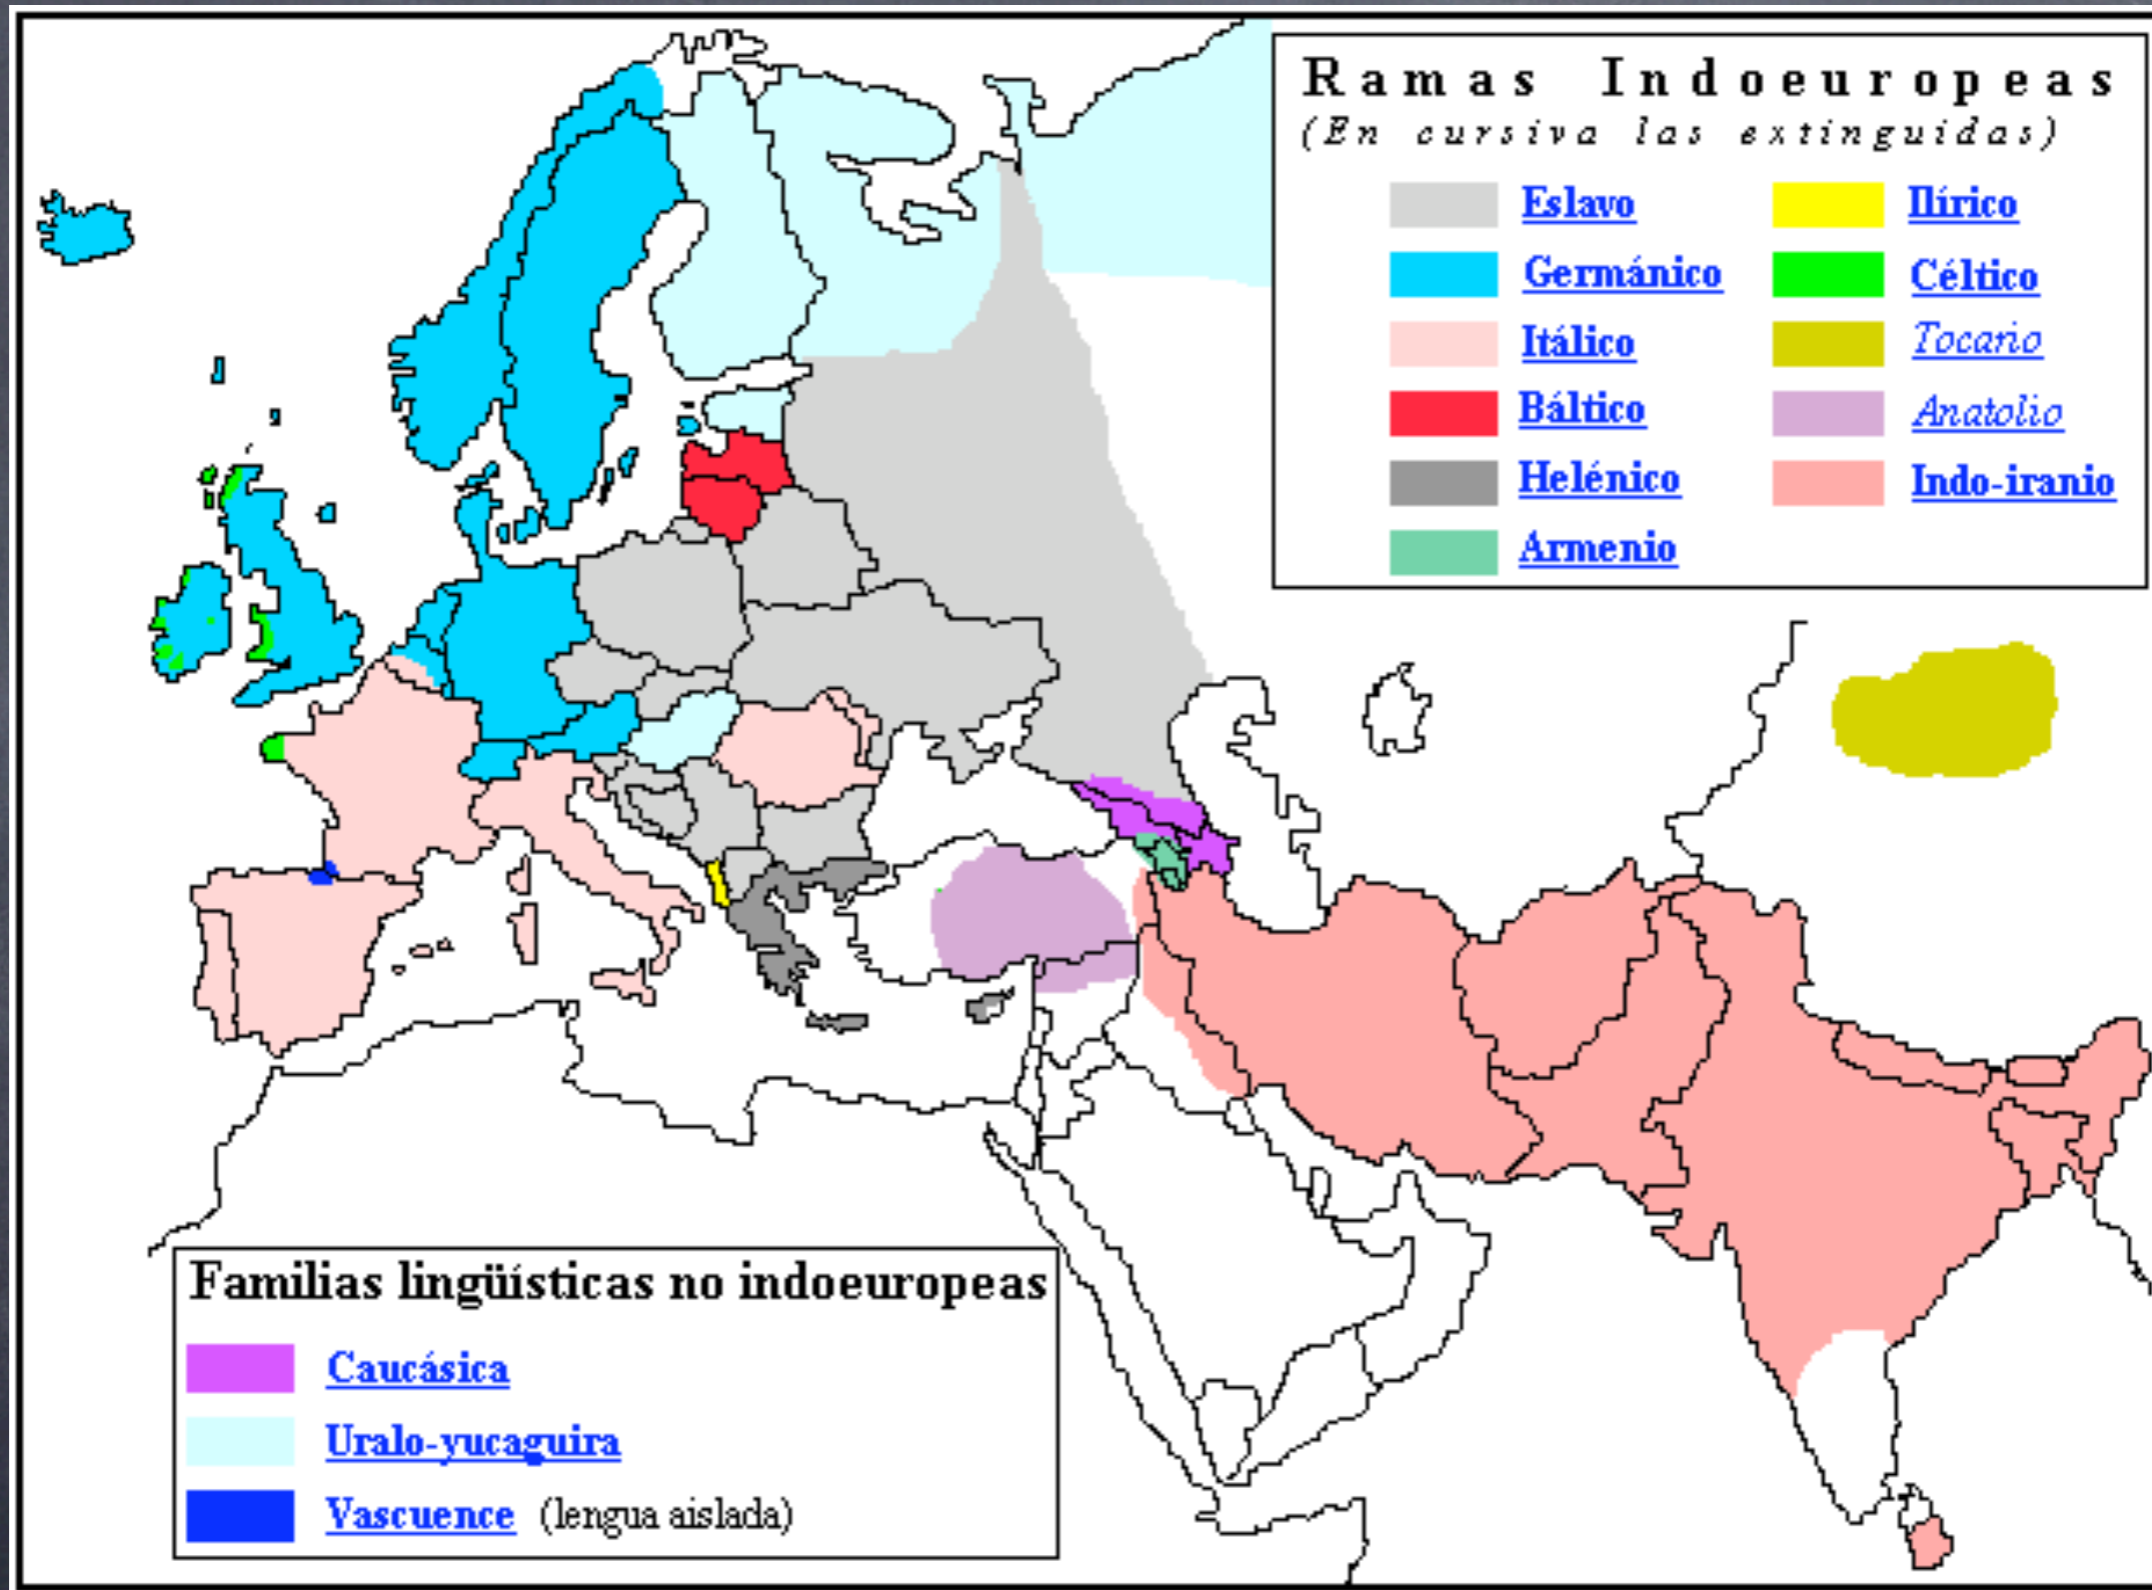 Ramas Indoeuropeas
(En cursiva las extinguidas)
Eslavo
Germánico
Itálico
Báltico
Helénico
Armenio
Ilírico
Céltico
Tocario
Anatolio
Indo-iranio
Familias lingüísticas no indoeuropeas
Caucásica
Uralo-yucaguira
Vascuence (lengua aislada)